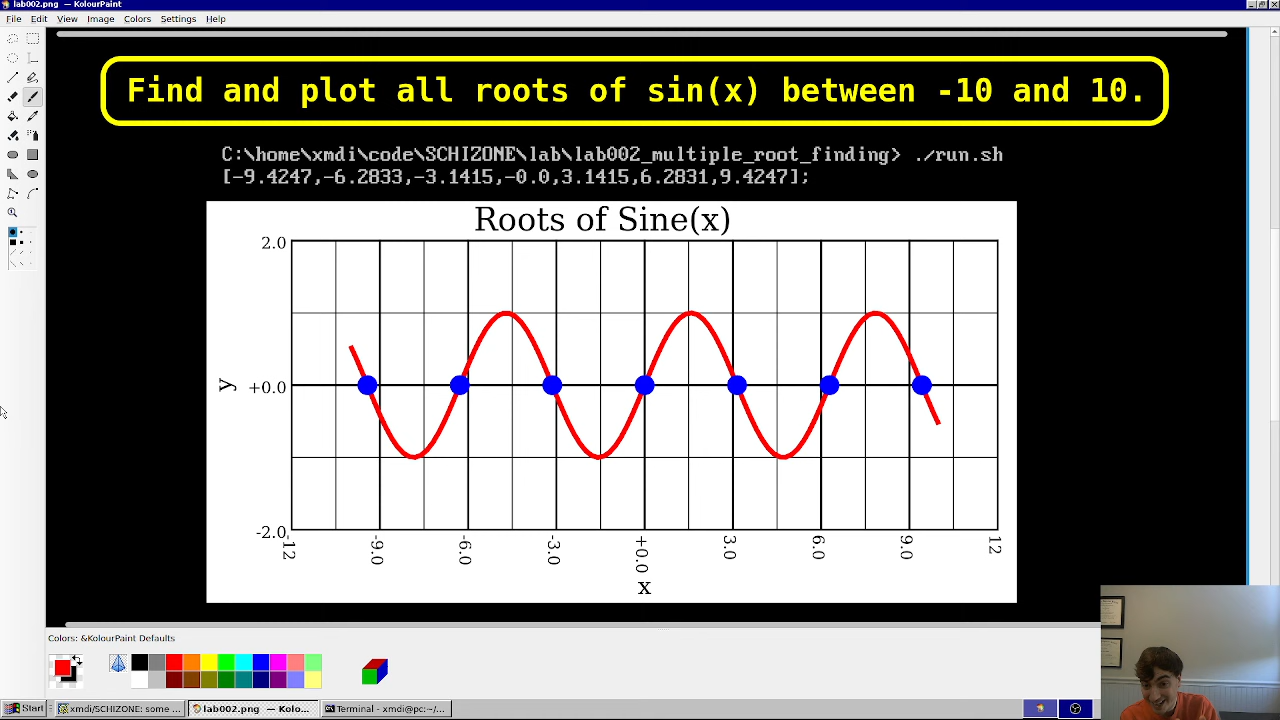 lab002.png — KolourPaint
File Edit View Image Colors Settings Help
Find and plot all roots of sin(x) between -10 and 10.
C:\home\xmdi\code\SCHIZONE\lab\lab002_multiple_root_finding> ./run.sh
[-9.4247,-6.2833,-3.1415,-0.0,3.1415,6.2831,9.4247];
Roots of Sine(x)
2.0
y
+0.0
-2.0
-12 -9.0 -6.0 -3.0 +0.0 3.0 6.0 9.0 12
x
Colors: &KolourPaint Defaults
Start xmdi/SCHIZONE: some ... lab002.png — Kolo... Terminal - xmdi@pc:~/...